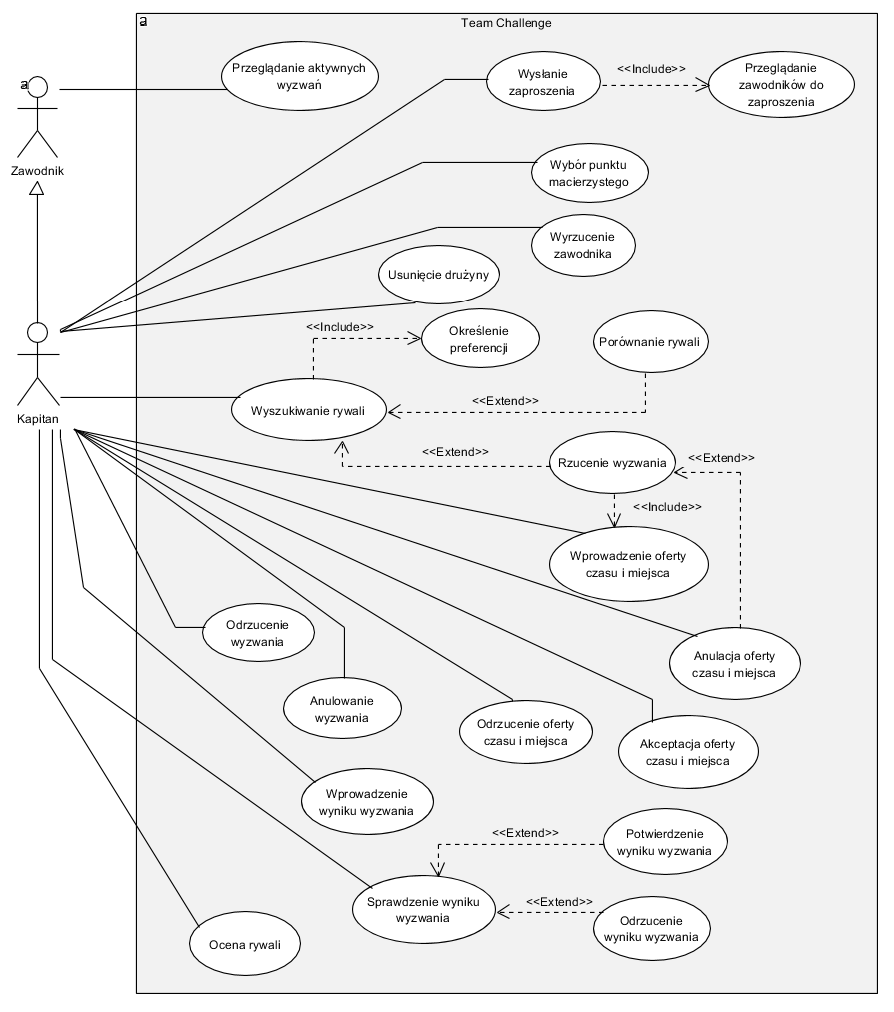 a
Team Challenge
Przeglądanie aktywnych
wyzwań
Wysłanie
zaproszenia
<<Include>>
Przeglądanie
zawodników do
zaproszenia
a
Zawodnik
Wybór punktu
macierzystego
Wyrzucenie
zawodnika
Usunięcie drużyny
<<Include>>
Określenie
preferencji
Porównanie rywali
Kapitan
Wyszukiwanie rywali
<<Extend>>
<<Extend>>
Rzucenie wyzwania
<<Extend>>
<<Include>>
Wprowadzenie oferty
czasu i miejsca
Odrzucenie
wyzwania
Anulacja oferty
czasu i miejsca
Anulowanie
wyzwania
Odrzucenie oferty
czasu i miejsca
Akceptacja oferty
czasu i miejsca
Wprowadzenie
wyniku wyzwania
<<Extend>>
Potwierdzenie
wyniku wyzwania
Sprawdzenie wyniku
wyzwania
<<Extend>>
Odrzucenie
wyniku wyzwania
Ocena rywali